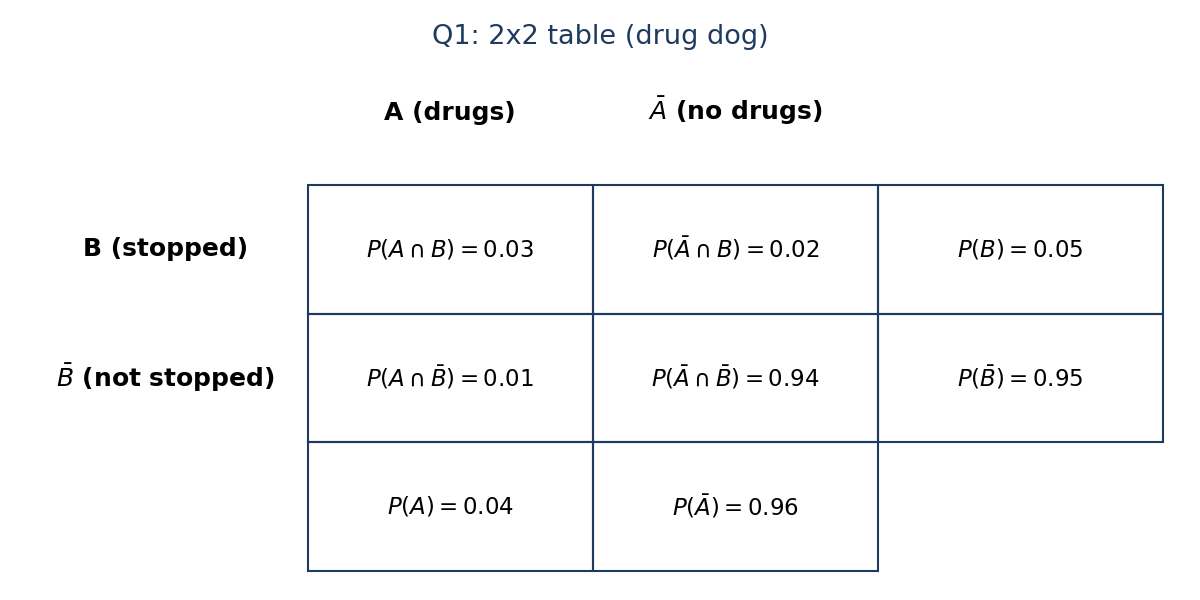 Q1: 2x2 table (drug dog)
A (drugs) Ā (no drugs)
B (stopped) P(A ∩ B) = 0.03 P(Ā ∩ B) = 0.02 P(B) = 0.05
B̄ (not stopped) P(A ∩ B̄) = 0.01 P(Ā ∩ B̄) = 0.94 P(B̄) = 0.95
P(A) = 0.04 P(Ā) = 0.96